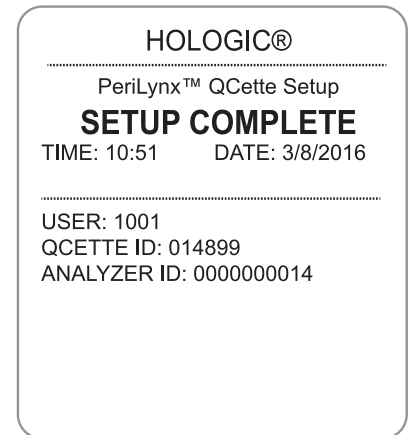 HOLOGIC®
PeriLynx™ QCette Setup
SETUP COMPLETE
TIME: 10:51 DATE: 3/8/2016
USER: 1001
QCETTE ID: 014899
ANALYZER ID: 0000000014